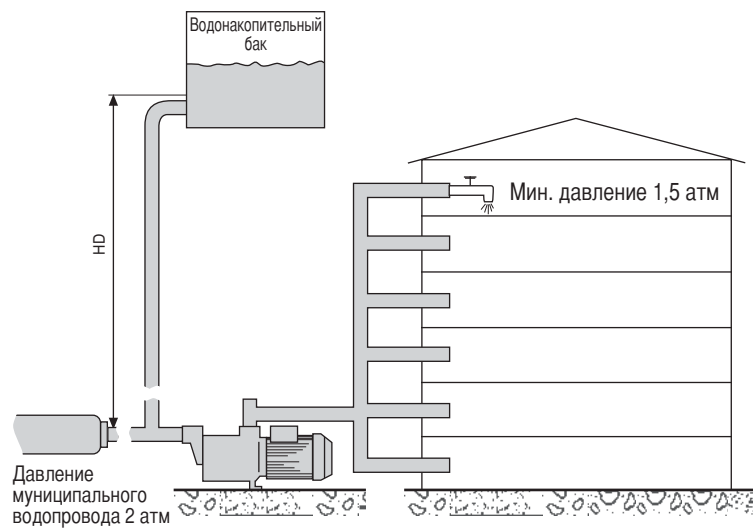 Водонакопительный
бак
HD
Мин. давление 1,5 атм
Давление
муниципального
водопровода 2 атм